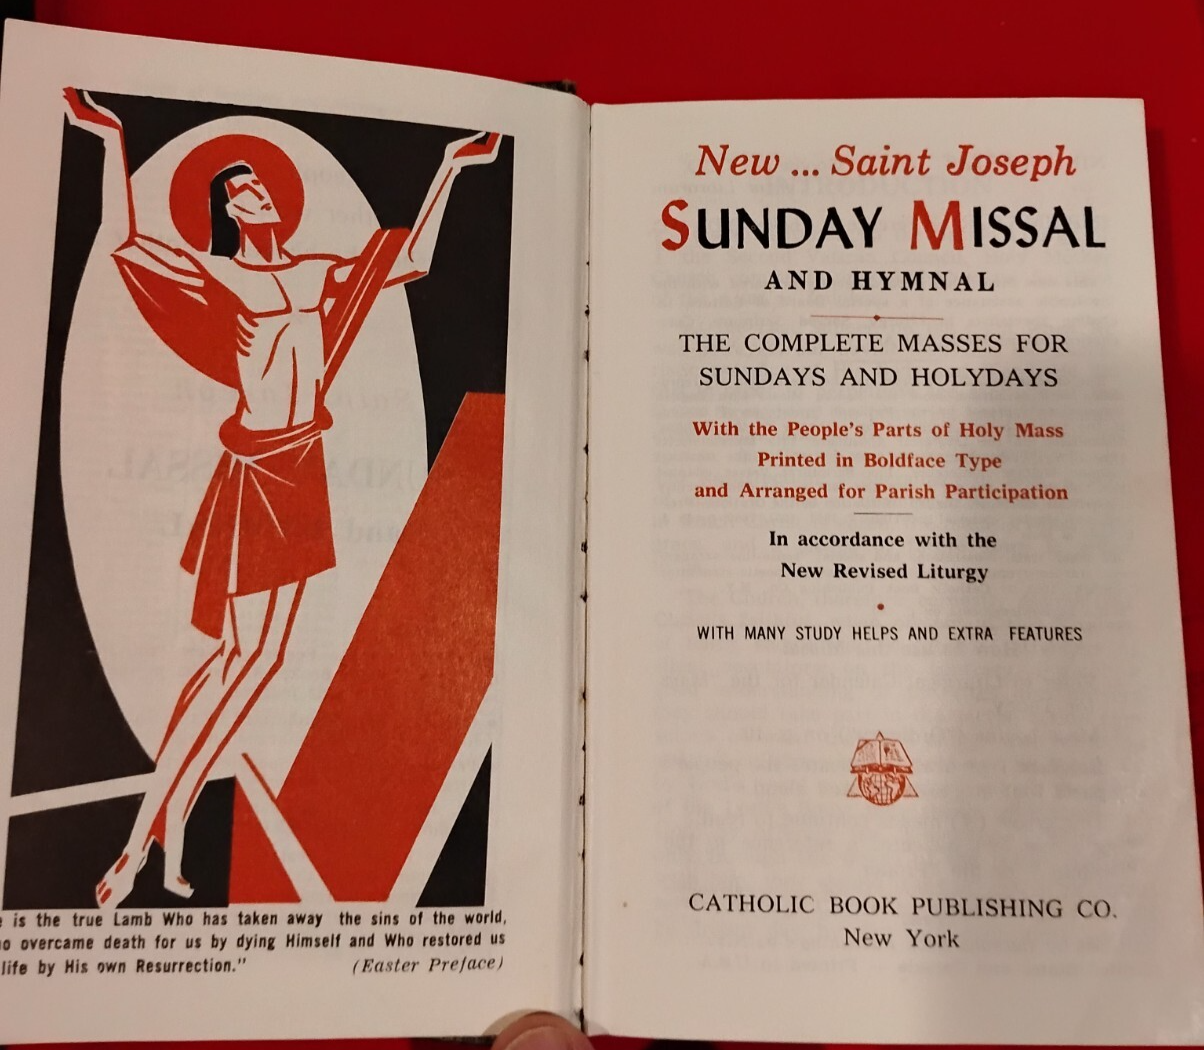 is the true Lamb Who has taken away the sins of the world,
overcame death for us by dying Himself and Who restored us
life by His own Resurrection."
(Easter Preface)
New ... Saint Joseph
SUNDAY MISSAL
AND HYMNAL
THE COMPLETE MASSES FOR
SUNDAYS AND HOLYDAYS
With the People's Parts of Holy Mass
Printed in Boldface Type
and Arranged for Parish Participation
In accordance with the
New Revised Liturgy
WITH MANY STUDY HELPS AND EXTRA FEATURES
CATHOLIC BOOK PUBLISHING CO.
New York